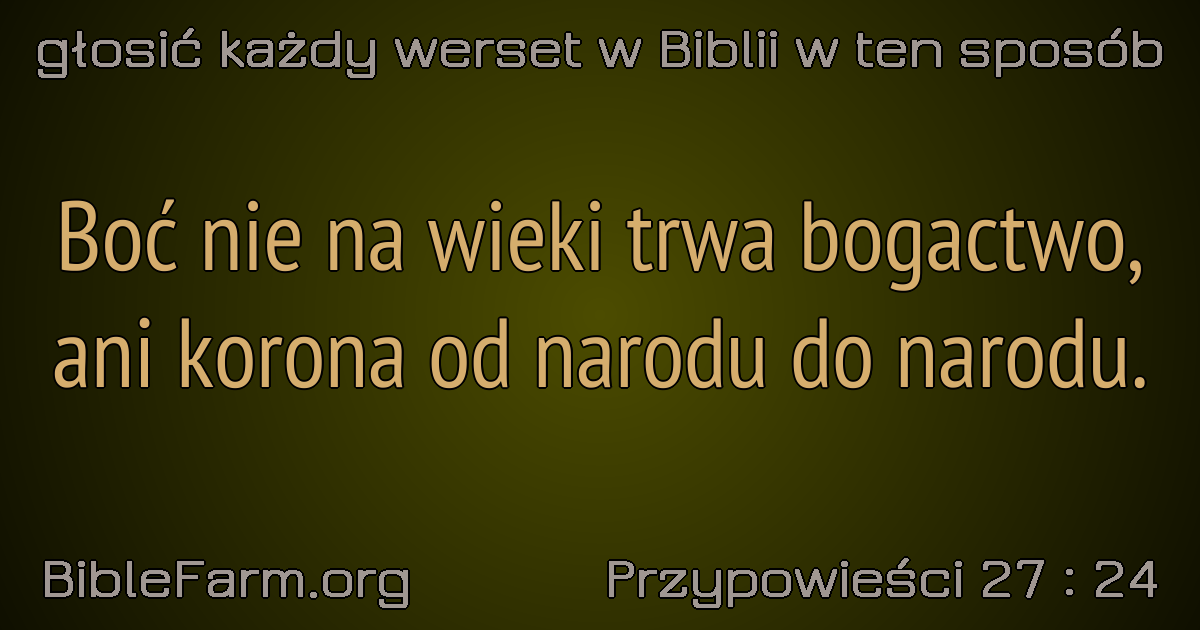 głosić każdy werset w Biblii w ten sposób
Boć nie na wieki trwa bogactwo,
ani korona od narodu do narodu.
BibleFarm.org
Przypowieści 27 : 24